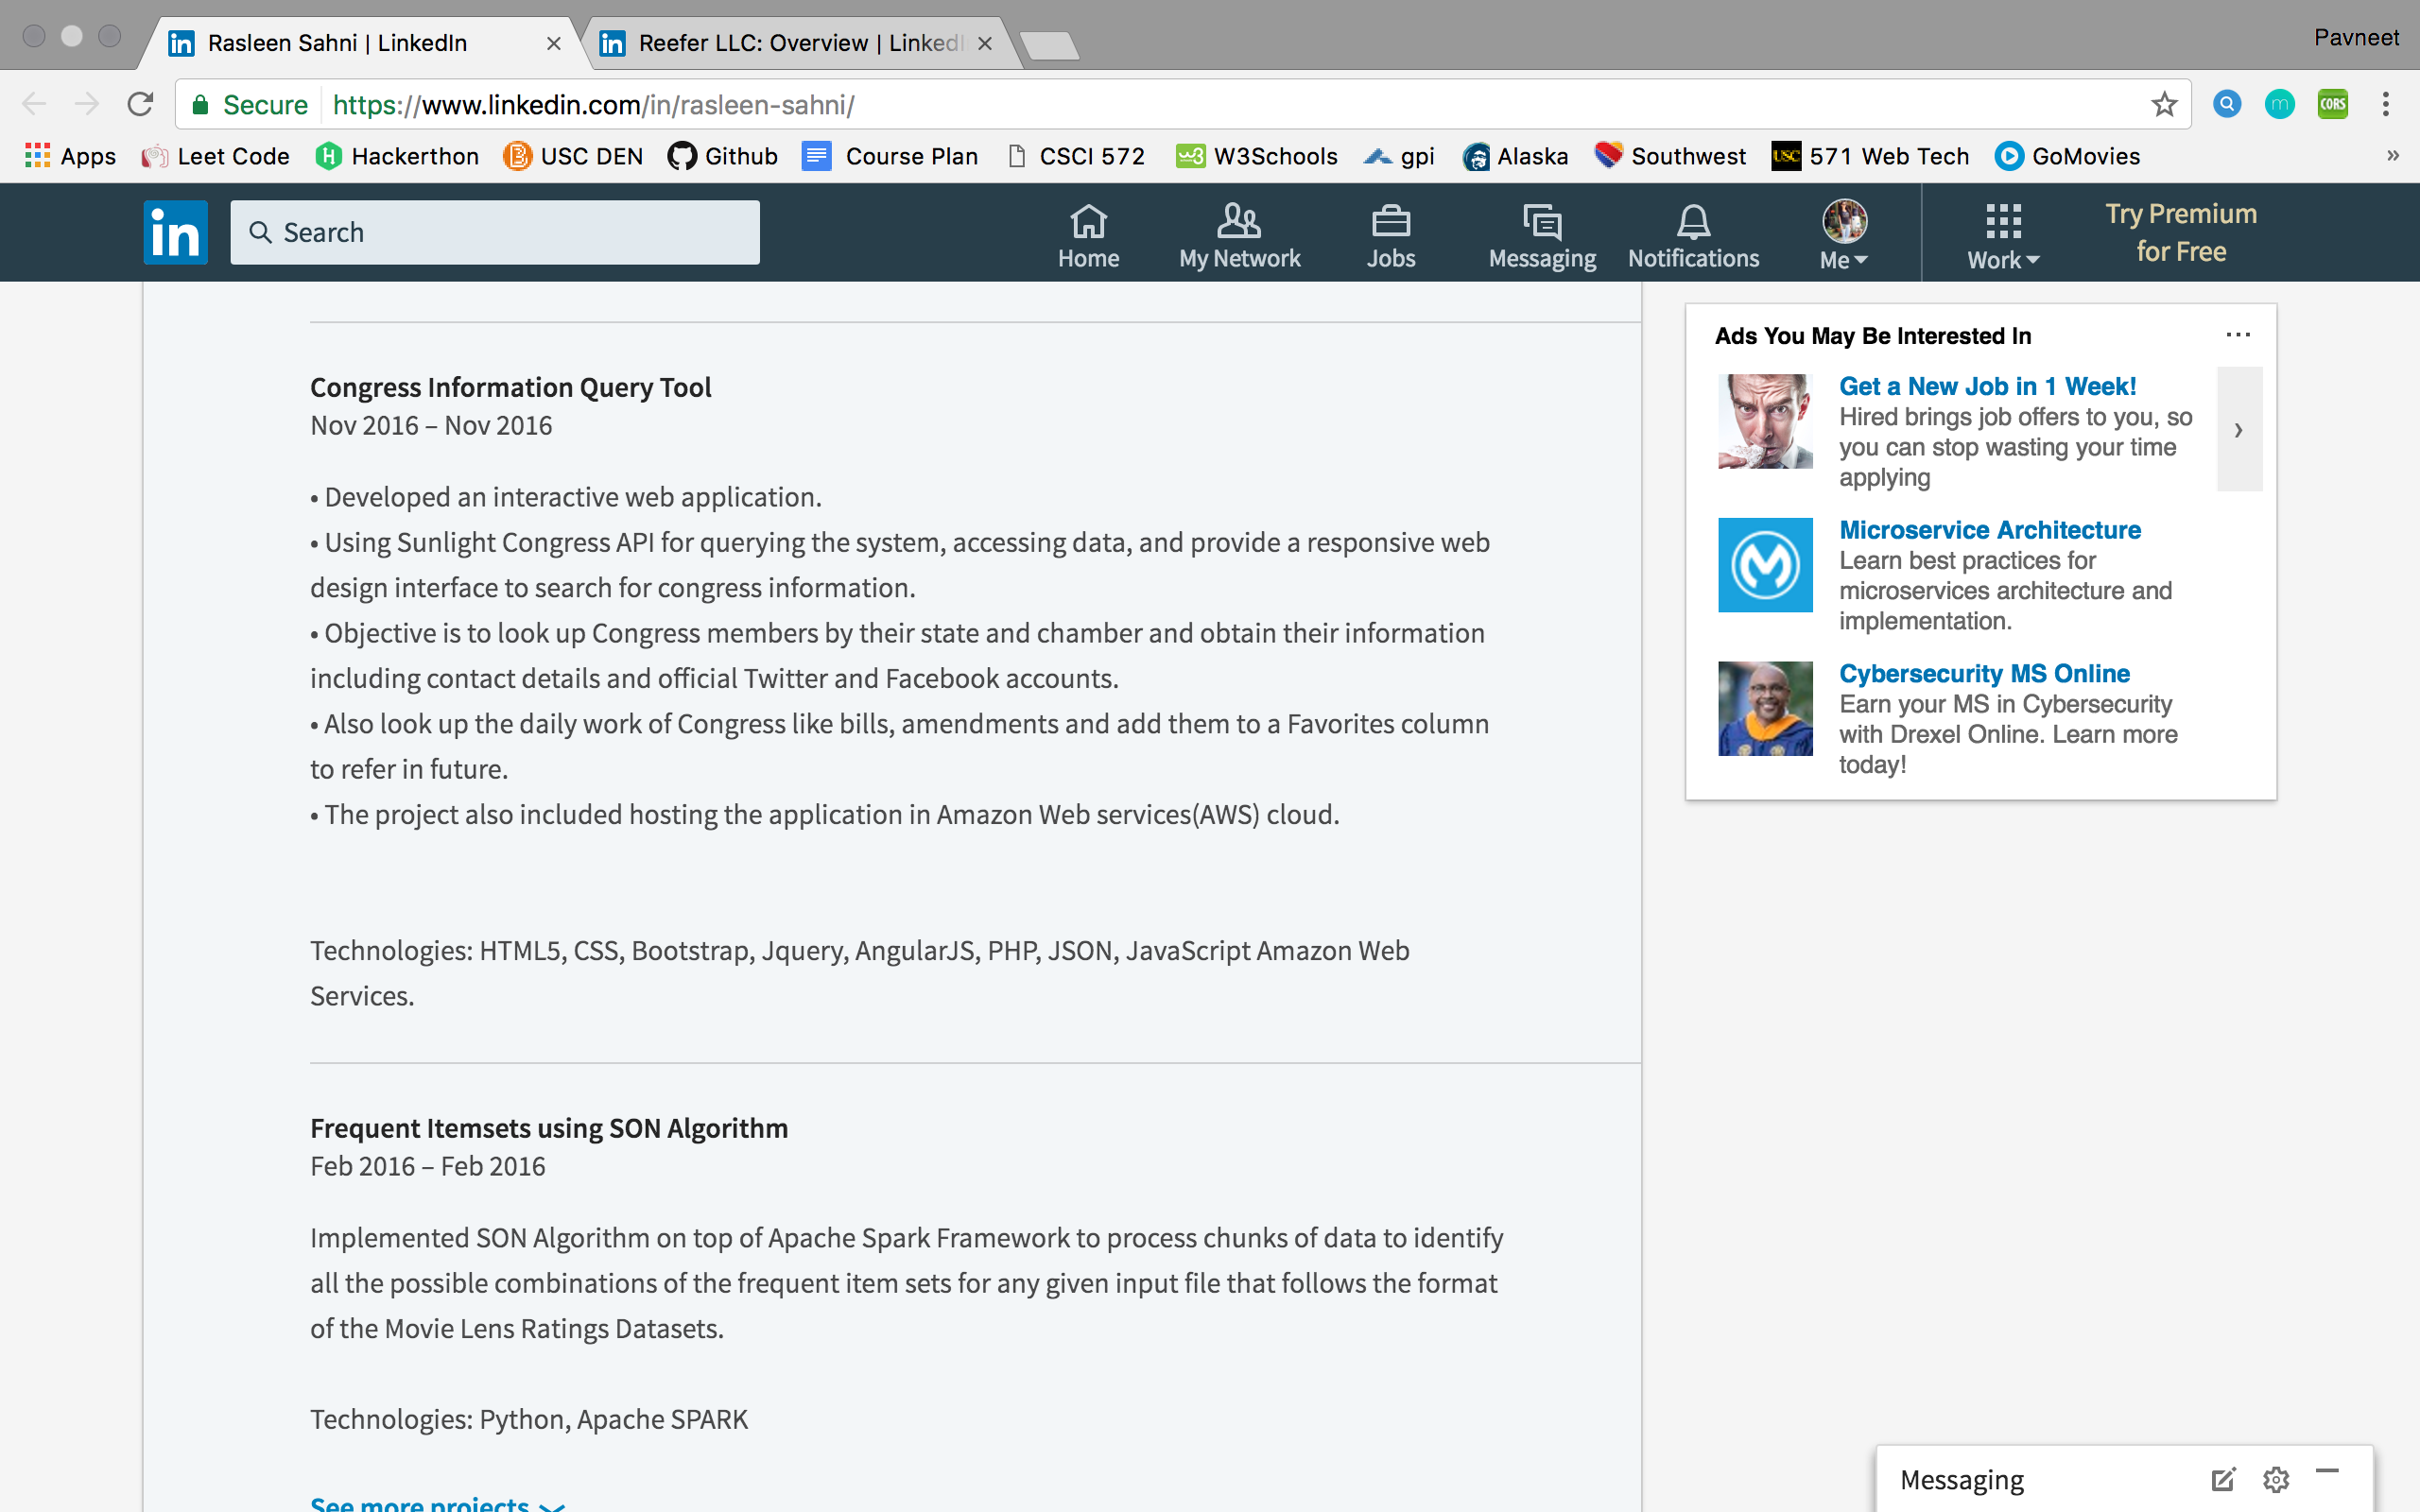 Rasleen Sahni | LinkedIn
Reefer LLC: Overview | LinkedI
Pavneet
Secure https://www.linkedin.com/in/rasleen-sahni/
CORS
Apps Leet Code Hackerthon USC DEN Github Course Plan CSCI 572 W3Schools gpi Alaska Southwest 571 Web Tech GoMovies »
in Search
Home My Network Jobs Messaging Notifications Me Work
Try Premium
for Free
Congress Information Query Tool
Nov 2016 – Nov 2016
• Developed an interactive web application.
• Using Sunlight Congress API for querying the system, accessing data, and provide a responsive web
design interface to search for congress information.
• Objective is to look up Congress members by their state and chamber and obtain their information
including contact details and official Twitter and Facebook accounts.
• Also look up the daily work of Congress like bills, amendments and add them to a Favorites column
to refer in future.
• The project also included hosting the application in Amazon Web services(AWS) cloud.
Technologies: HTML5, CSS, Bootstrap, Jquery, AngularJS, PHP, JSON, JavaScript Amazon Web
Services.
Frequent Itemsets using SON Algorithm
Feb 2016 – Feb 2016
Implemented SON Algorithm on top of Apache Spark Framework to process chunks of data to identify
all the possible combinations of the frequent item sets for any given input file that follows the format
of the Movie Lens Ratings Datasets.
Technologies: Python, Apache SPARK
See more projects
Ads You May Be Interested In
Get a New Job in 1 Week!
Hired brings job offers to you, so
you can stop wasting your time
applying
Microservice Architecture
Learn best practices for
microservices architecture and
implementation.
Cybersecurity MS Online
Earn your MS in Cybersecurity
with Drexel Online. Learn more
today!
Messaging